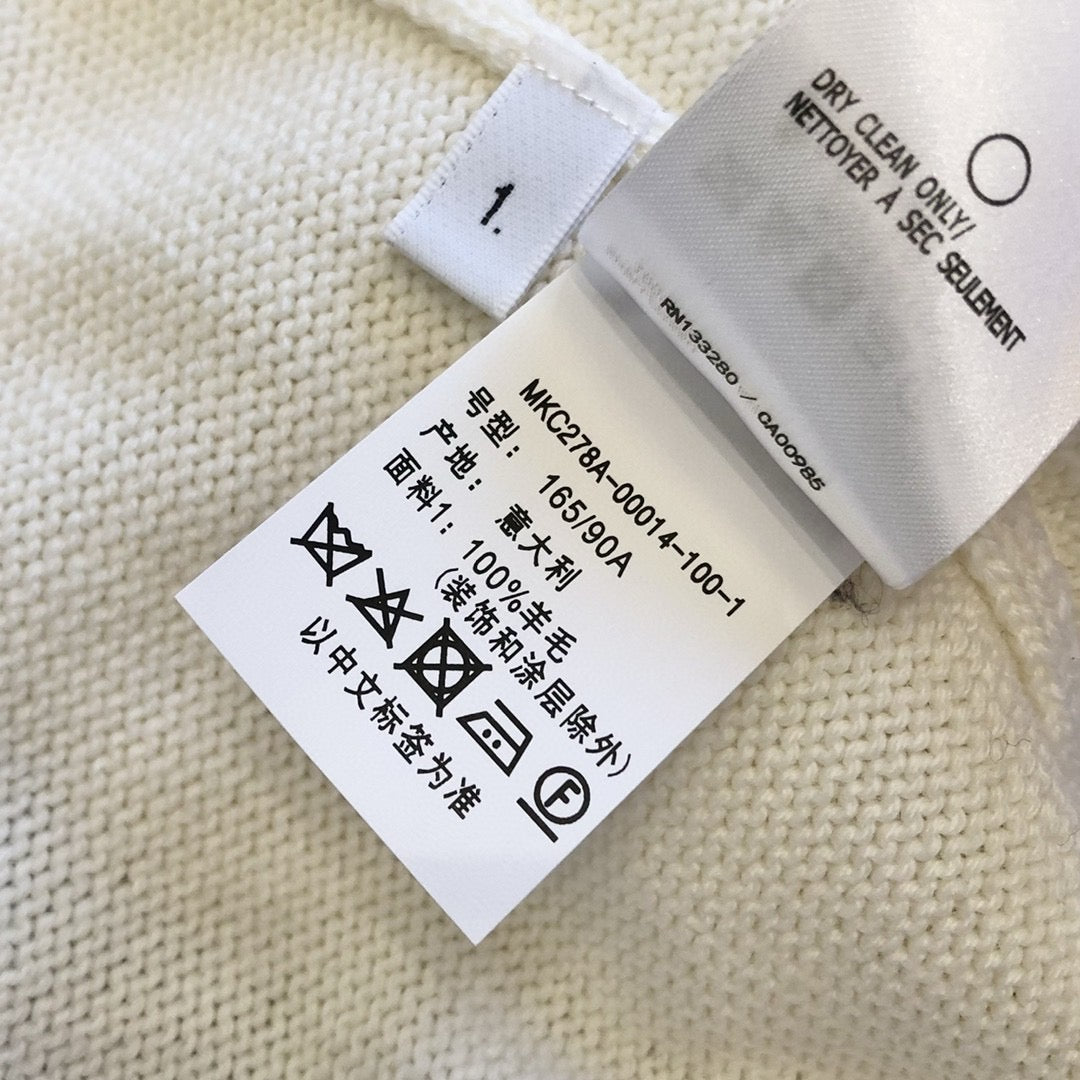 1.
DRY CLEAN ONLY/
NETTOYER A SEC SEULEMENT
RN133280 / CA00985
MKC278A-00014-100-1
号型： 165/90A
产地： 意大利
面料1： 100%羊毛
(装饰和涂层除外)
F
以中文标签为准